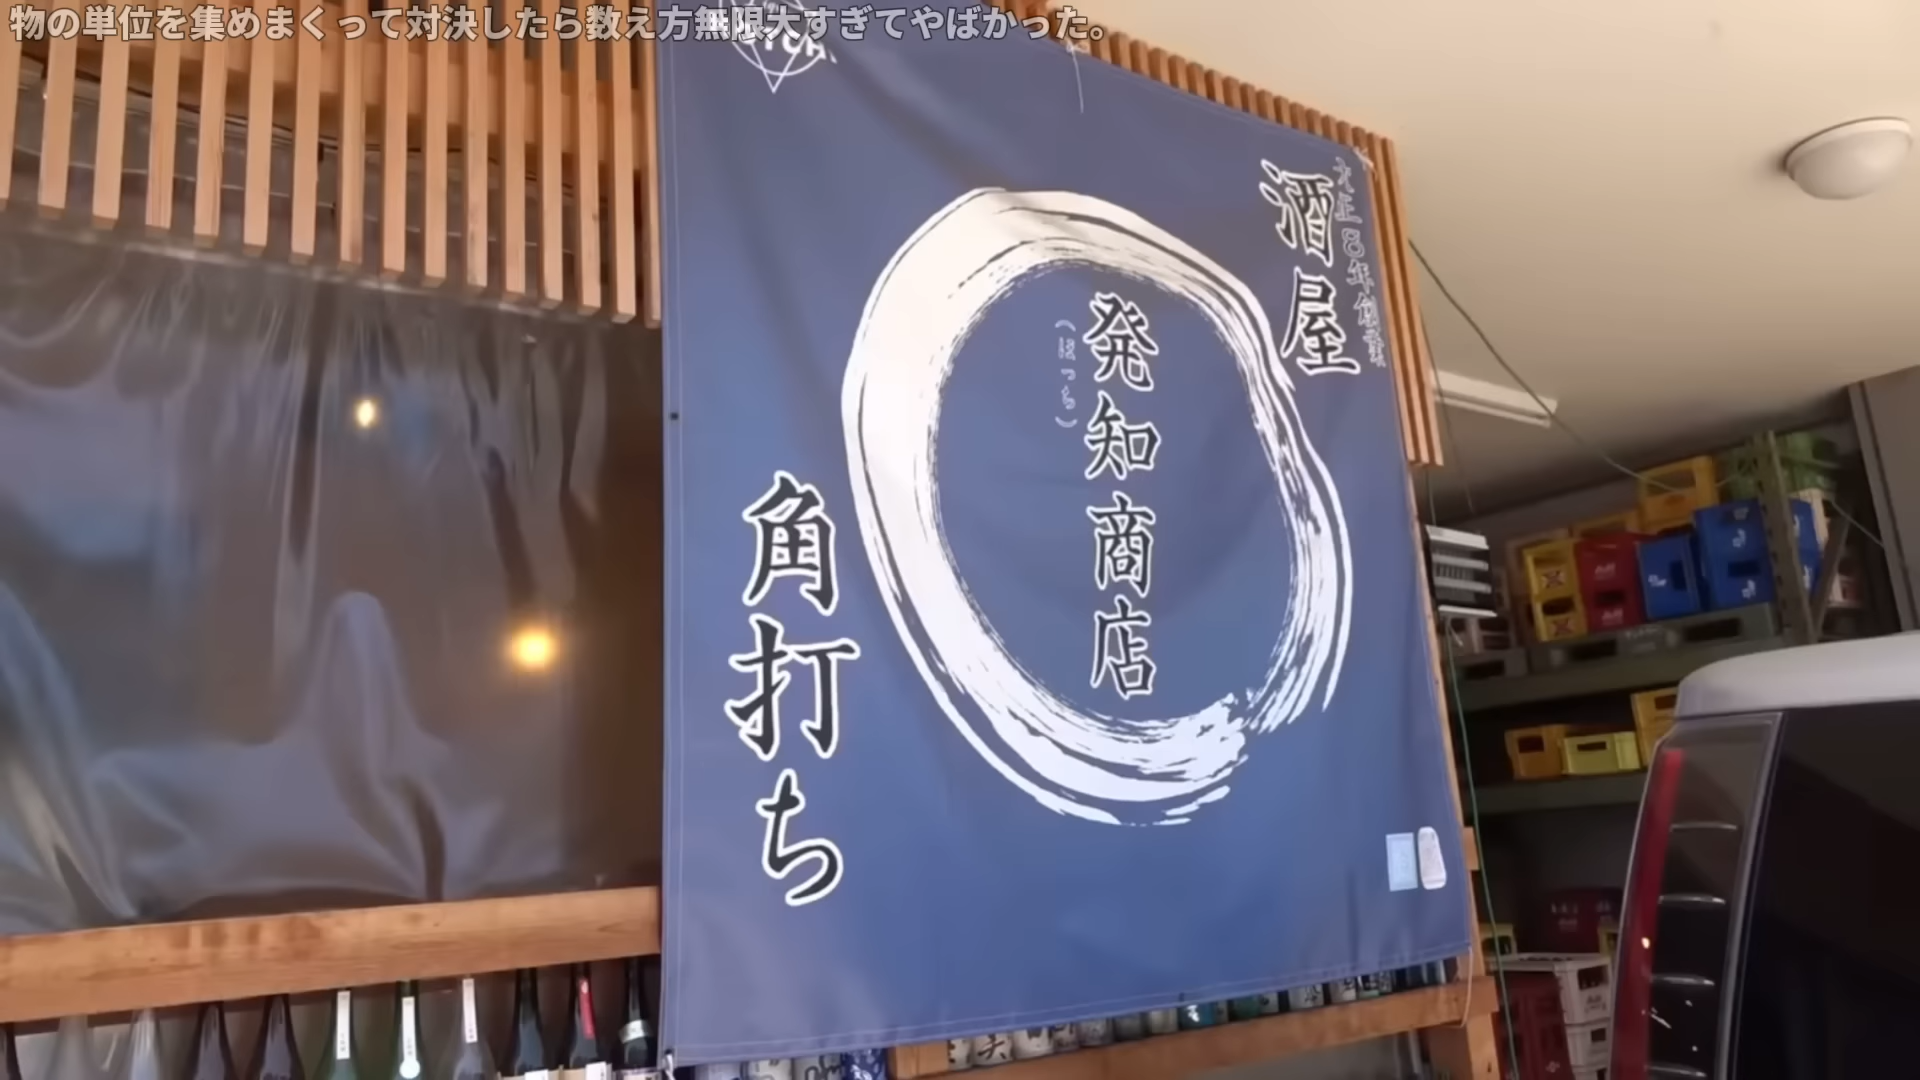 物の単位を集めまくって対決したら数え方無限大すぎてやばかった。
大正8年創業
酒屋
発知商店
(ほっち)
角打ち